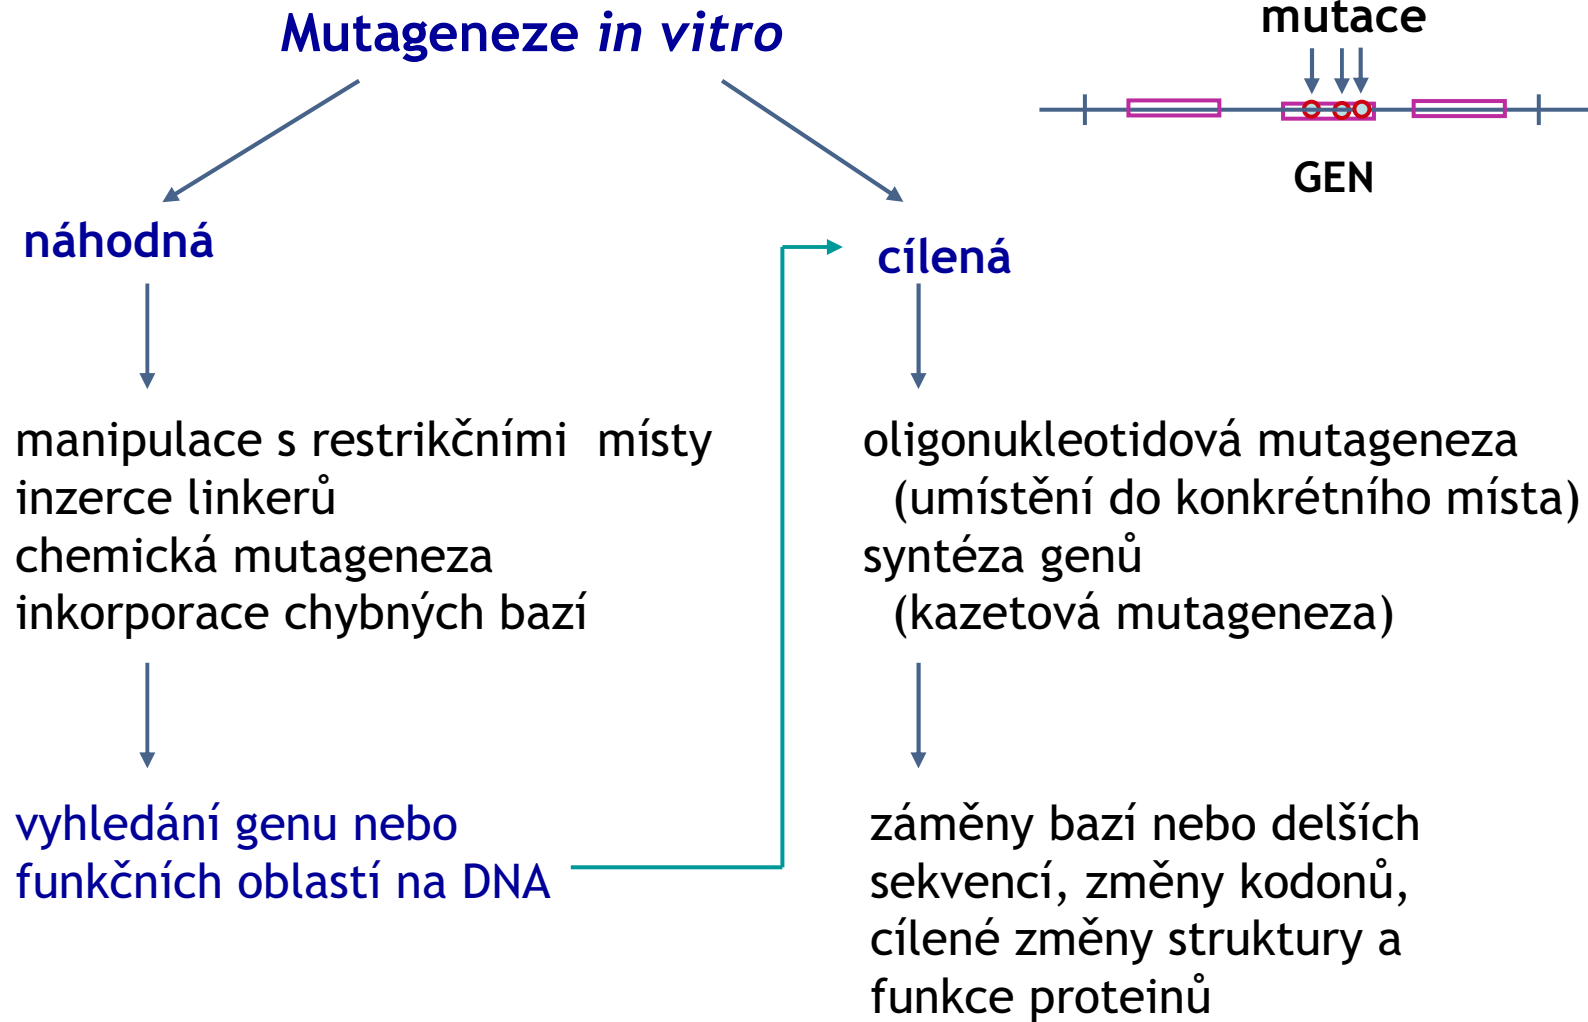 Mutageneze in vitro
mutace
GEN
náhodná
cílená
manipulace s restrikčními místy
inzerce linkerů
chemická mutageneza
inkorporace chybných bazí
oligonukleotidová mutageneza
(umístění do konkrétního místa)
syntéza genů
(kazetová mutageneza)
vyhledání genu nebo
funkčních oblastí na DNA
záměny bazí nebo delších
sekvencí, změny kodonů,
cílené změny struktury a
funkce proteinů